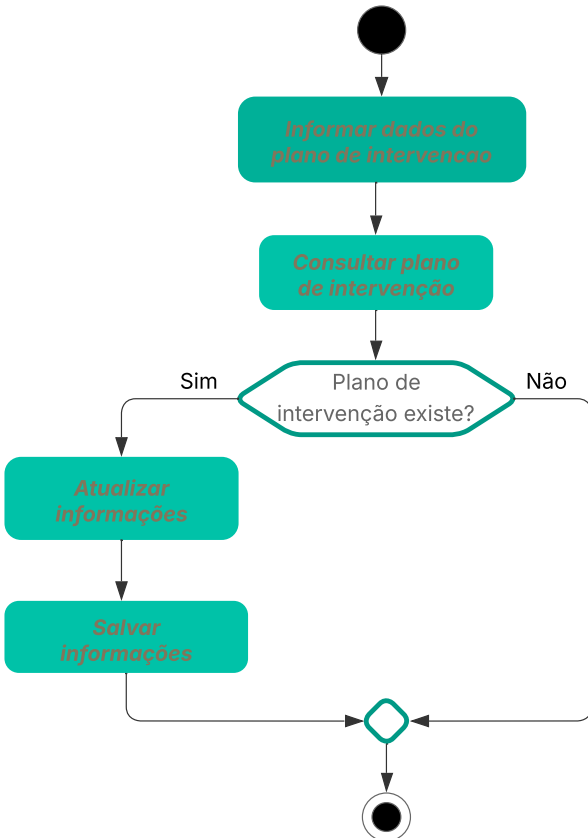 Informar dados do
plano de intervencao
Consultar plano
de intervenção
Sim
Plano de
intervenção existe?
Não
Atualizar
informações
Salvar
informações